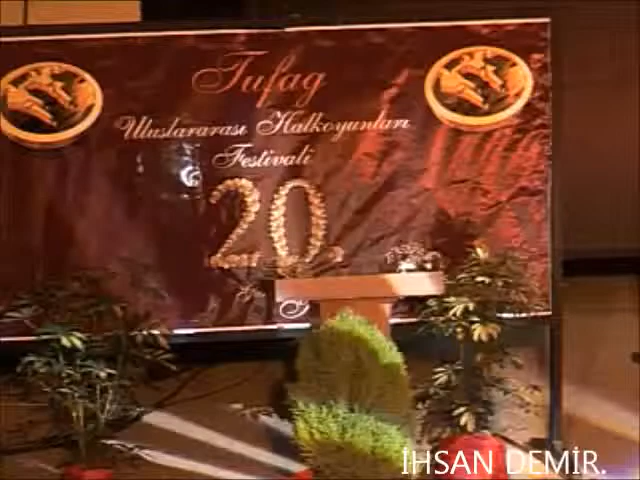 Tufag
Uluslararası Halkoyunları
Festivali
20.
İHSAN DEMİR.